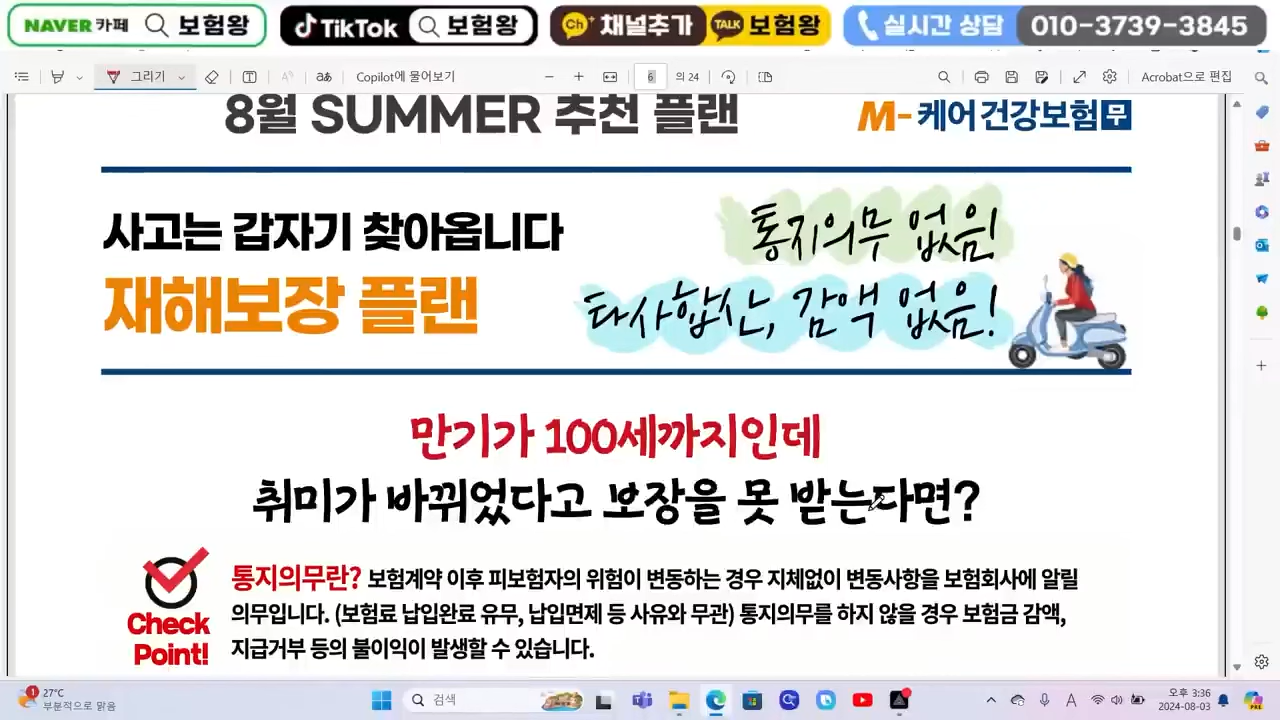 NAVER 카페 보험왕 TikTok 보험왕 Ch+ 채널추가 TALK 보험왕 실시간 상담 010-3739-3845
그리기 Copilot에 물어보기 6 의 24 Acrobat으로 편집
8월 SUMMER 추천 플랜 M-케어 건강보험 무
사고는 갑자기 찾아옵니다
재해보장 플랜
통지의무 없음!
타사합산, 감액 없음!
만기가 100세까지인데
취미가 바뀌었다고 보장을 못 받는다면?
Check
Point!
통지의무란? 보험계약 이후 피보험자의 위험이 변동하는 경우 지체없이 변동사항을 보험회사에 알릴
의무입니다. (보험료 납입완료 유무, 납입면제 등 사유와 무관) 통지의무를 하지 않을 경우 보험금 감액,
지급거부 등의 불이익이 발생할 수 있습니다.
1 27°C
부분적으로 맑음
검색
A
오후 3:36
2024-08-03